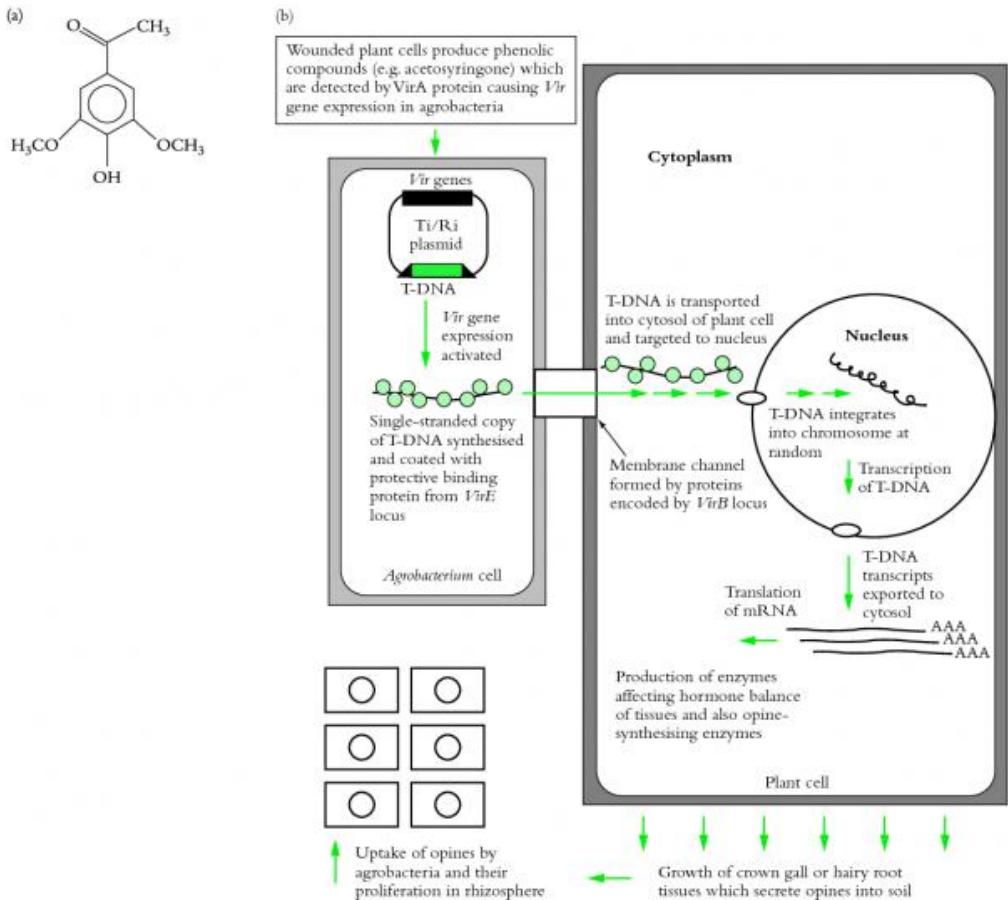 (a)
O
CH₃
H₃CO
OCH₃
OH
(b)
Wounded plant cells produce phenolic
compounds (e.g. acetosyringone) which
are detected by VirA protein causing Vir
gene expression in agrobacteria
Vir genes
Ti/Ri
plasmid
T-DNA
Vir gene
expression
activated
Single-stranded copy
of T-DNA synthesised
and coated with
protective binding
protein from VirE
locus
Agrobacterium cell
Cytoplasm
T-DNA is transported
into cytosol of plant cell
and targeted to nucleus
Membrane channel
formed by proteins
encoded by VirB locus
Nucleus
T-DNA integrates
into chromosome at
random
Transcription
of T-DNA
T-DNA
transcripts
exported to
cytosol
Translation
of mRNA
AAA
AAA
AAA
Production of enzymes
affecting hormone balance
of tissues and also opine-
synthesising enzymes
Plant cell
Growth of crown gall or hairy root
tissues which secrete opines into soil
Uptake of opines by
agrobacteria and their
proliferation in rhizosphere